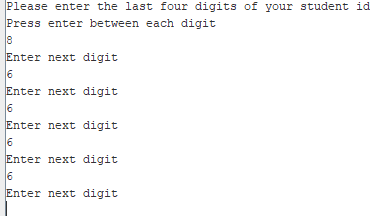 Please enter the last four digits of your student id
Press enter between each digit
8
Enter next digit
6
Enter next digit
6
Enter next digit
6
Enter next digit
6
Enter next digit